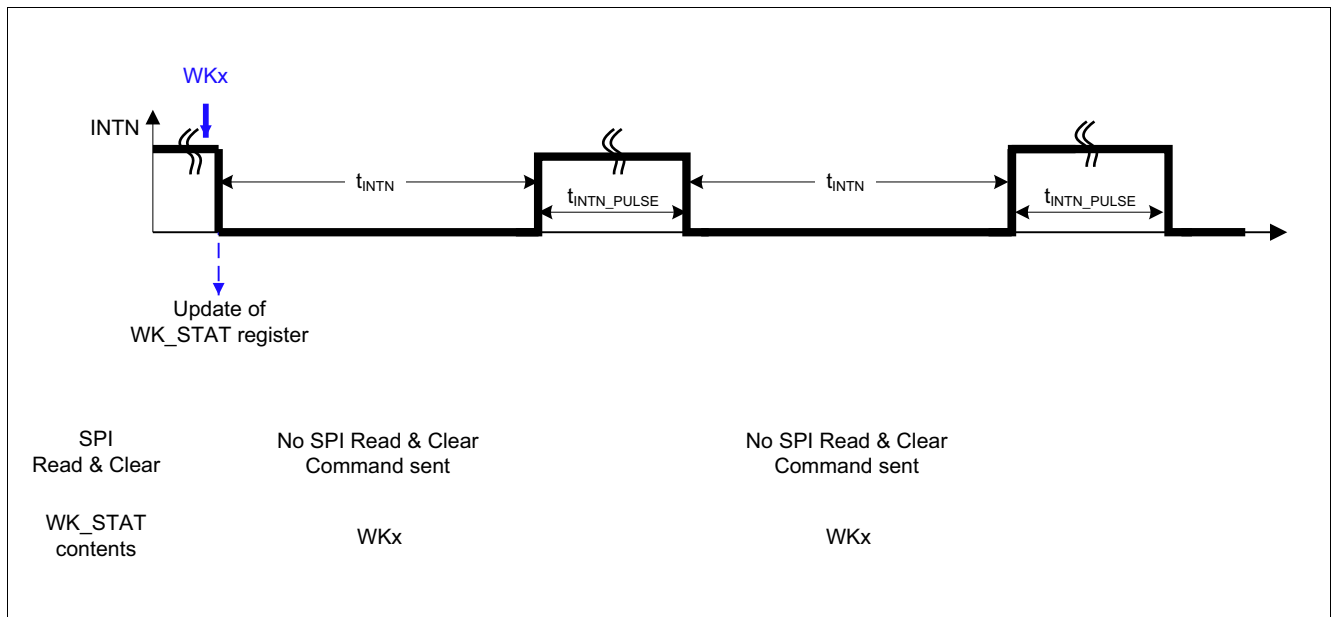 WKx
INTN
tINTN
tINTN
tINTN_PULSE
tINTN_PULSE
Update of
WK_STAT register
SPI
Read & Clear
No SPI Read & Clear
Command sent
No SPI Read & Clear
Command sent
WK_STAT
contents
WKx
WKx